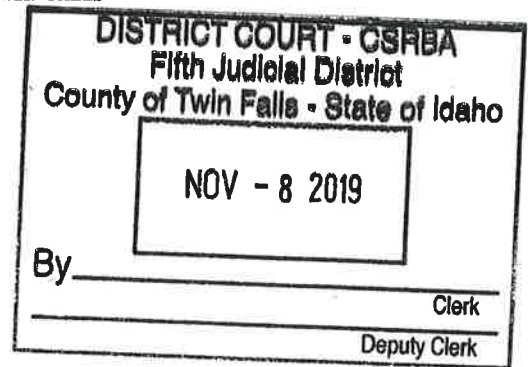 DISTRICT COURT - CSRBA
Fifth Judicial District
County of Twin Falls - State of Idaho
NOV - 8 2019
By
Clerk
Deputy Clerk